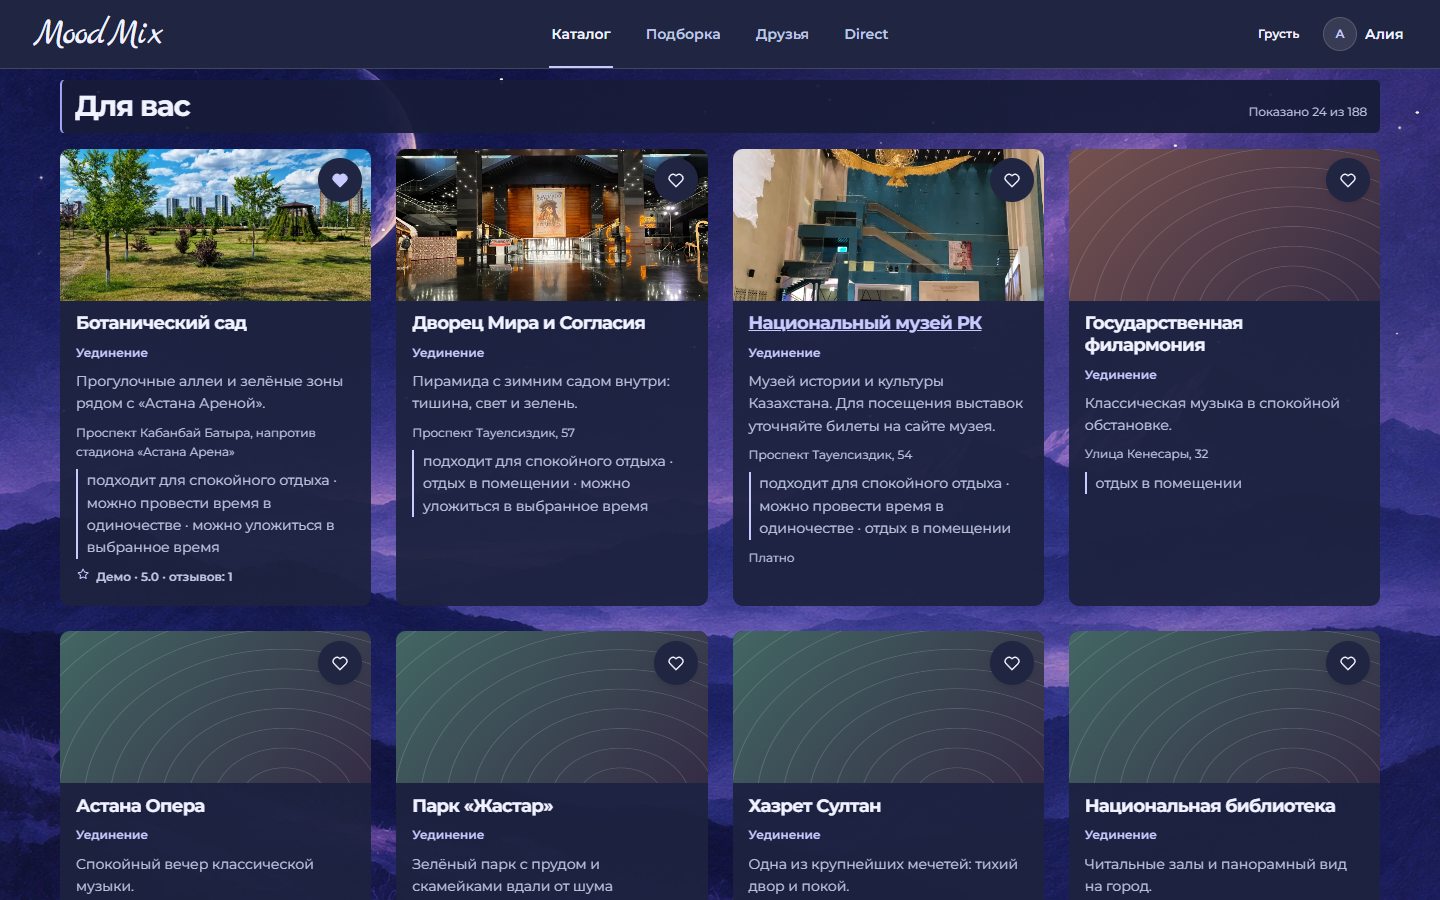 MoodMix
Каталог
Подборка
Друзья
Direct
Грусть
А
Алия
Для вас
Показано 24 из 188
Ботанический сад
Уединение
Прогулочные аллеи и зелёные зоны
рядом с «Астана Ареной».
Проспект Кабанбай Батыра, напротив
стадиона «Астана Арена»
подходит для спокойного отдыха ·
можно провести время в
одиночестве · можно уложиться в
выбранное время
Демо · 5.0 · отзывов: 1
Дворец Мира и Согласия
Уединение
Пирамида с зимним садом внутри:
тишина, свет и зелень.
Проспект Тауелсиздик, 57
подходит для спокойного отдыха ·
отдых в помещении · можно
уложиться в выбранное время
Национальный музей РК
Уединение
Музей истории и культуры
Казахстана. Для посещения выставок
уточняйте билеты на сайте музея.
Проспект Тауелсиздик, 54
подходит для спокойного отдыха ·
можно провести время в
одиночестве · отдых в помещении
Платно
Государственная
филармония
Уединение
Классическая музыка в спокойной
обстановке.
Улица Кенесары, 32
отдых в помещении
Астана Опера
Уединение
Спокойный вечер классической
музыки.
Парк «Жастар»
Уединение
Зелёный парк с прудом и
скамейками вдали от шума
Хазрет Султан
Уединение
Одна из крупнейших мечетей: тихий
двор и покой.
Национальная библиотека
Уединение
Читальные залы и панорамный вид
на город.